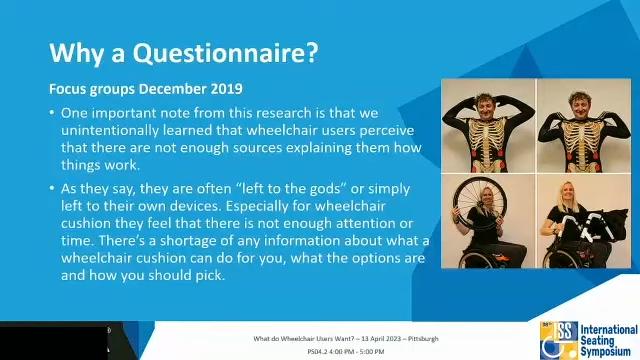 Why a Questionnaire?
Focus groups December 2019
• One important note from this research is that we
unintentionally learned that wheelchair users perceive
that there are not enough sources explaining them how
things work.
• As they say, they are often “left to the gods” or simply
left to their own devices. Especially for wheelchair
cushion they feel that there is not enough attention or
time. There’s a shortage of any information about what a
wheelchair cushion can do for you, what the options are
and how you should pick.
What do Wheelchair Users Want? – 13 April 2023 – Pittsburgh
PS04.2 4:00 PM - 5:00 PM
ISS
International
Seating
Symposium